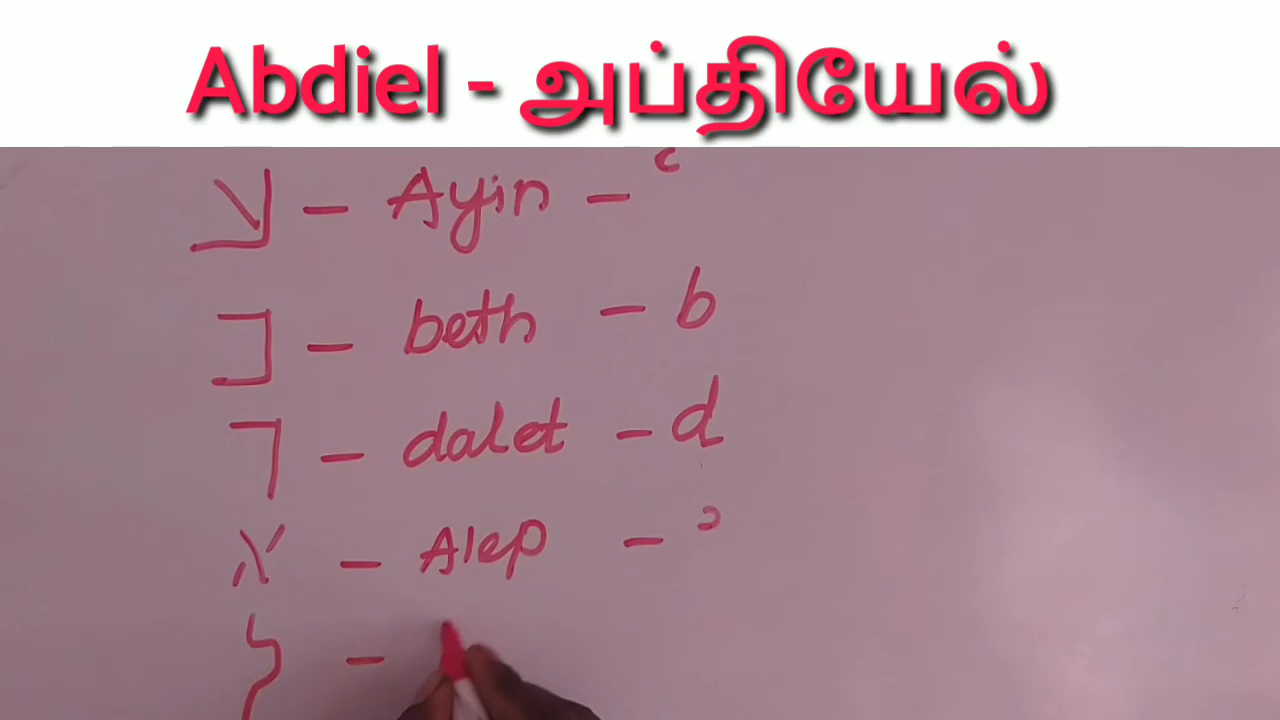 Abdiel - அப்தியேல்
ע - Ayin - ʿ
ב - beth - b
ד - dalet - d
א - Alep - ʾ
ל -